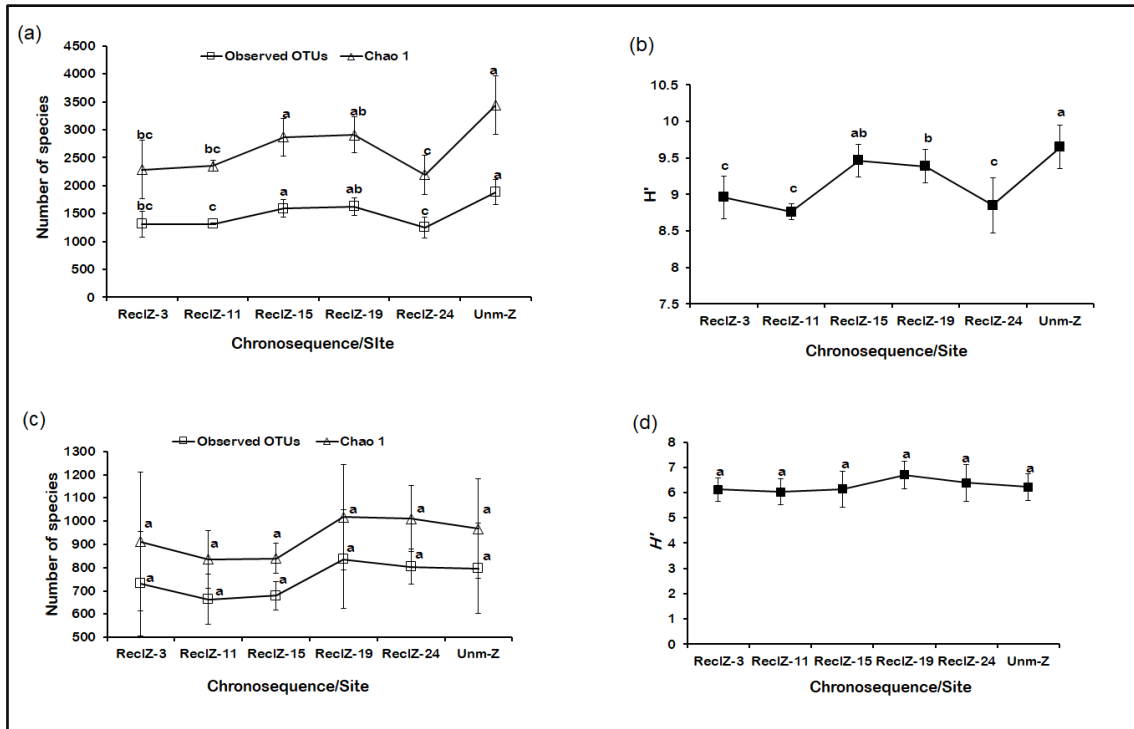 (a)
Observed OTUs Chao 1
4500
4000
3500
3000
2500
2000
1500
1000
500
0
Number of species
bc bc a ab c a
bc c a ab c a
ReclZ-3 ReclZ-11 ReclZ-15 ReclZ-19 ReclZ-24 Unm-Z
Chronosequence/SIte
(b)
10.5
10
9.5
9
8.5
8
7.5
H'
c c ab b c a
ReclZ-3 ReclZ-11 ReclZ-15 ReclZ-19 ReclZ-24 Unm-Z
Chronosequence/Site
(c)
Observed OTUs Chao 1
1300
1200
1100
1000
900
800
700
600
500
Number of species
a a a a a a
a a a a a a
ReclZ-3 ReclZ-11 ReclZ-15 ReclZ-19 ReclZ-24 Unm-Z
Chronosequence/Site
(d)
8
7
6
5
4
3
2
1
0
H'
a a a a a a
ReclZ-3 ReclZ-11 ReclZ-15 ReclZ-19 ReclZ-24 Unm-Z
Chronosequence/Site